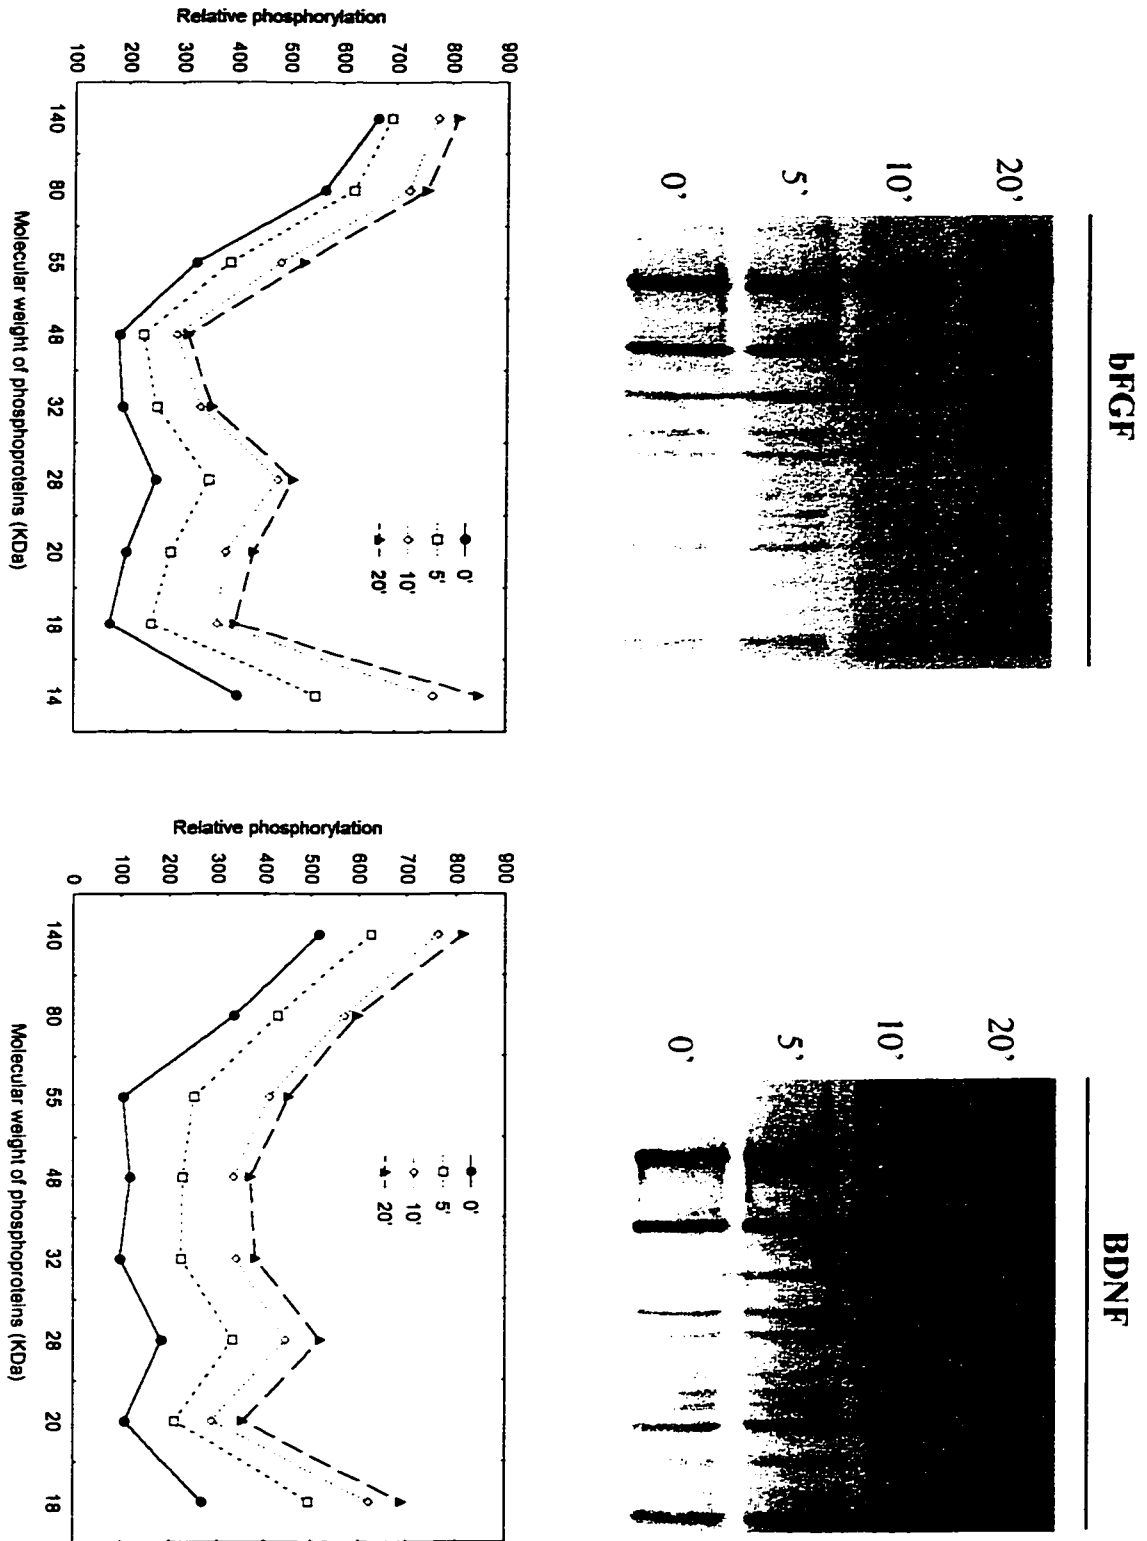 bFGF
0' 5' 10' 20'
Relative phosphorylation
900
800
700
600
500
400
300
200
100
0'
5'
10'
20'
140 80 55 48 32 28 20 18 14
Molecular weight of phosphoproteins (KDa)
BDNF
0' 5' 10' 20'
Relative phosphorylation
900
800
700
600
500
400
300
200
100
0
0'
5'
10'
20'
140 80 55 48 32 28 20 18
Molecular weight of phosphoproteins (KDa)